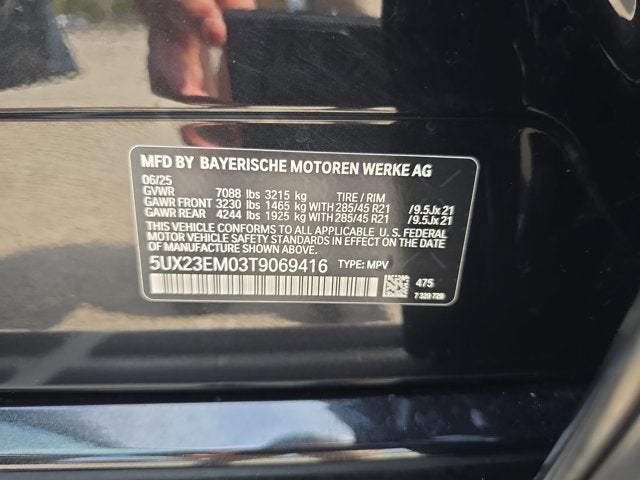 MFD BY BAYERISCHE MOTOREN WERKE AG
06/25
GVWR 7088 lbs 3215 kg TIRE / RIM
GAWR FRONT 3230 lbs 1465 kg WITH 285/45 R21 /9.5Jx21
GAWR REAR 4244 lbs 1925 kg WITH 285/45 R21 /9.5Jx21
THIS VEHICLE CONFORMS TO ALL APPLICABLE U. S. FEDERAL
MOTOR VEHICLE SAFETY STANDARDS IN EFFECT ON THE DATE
OF MANUFACTURE SHOWN ABOVE.
5UX23EM03T9069416 TYPE: MPV
475
7 320 728